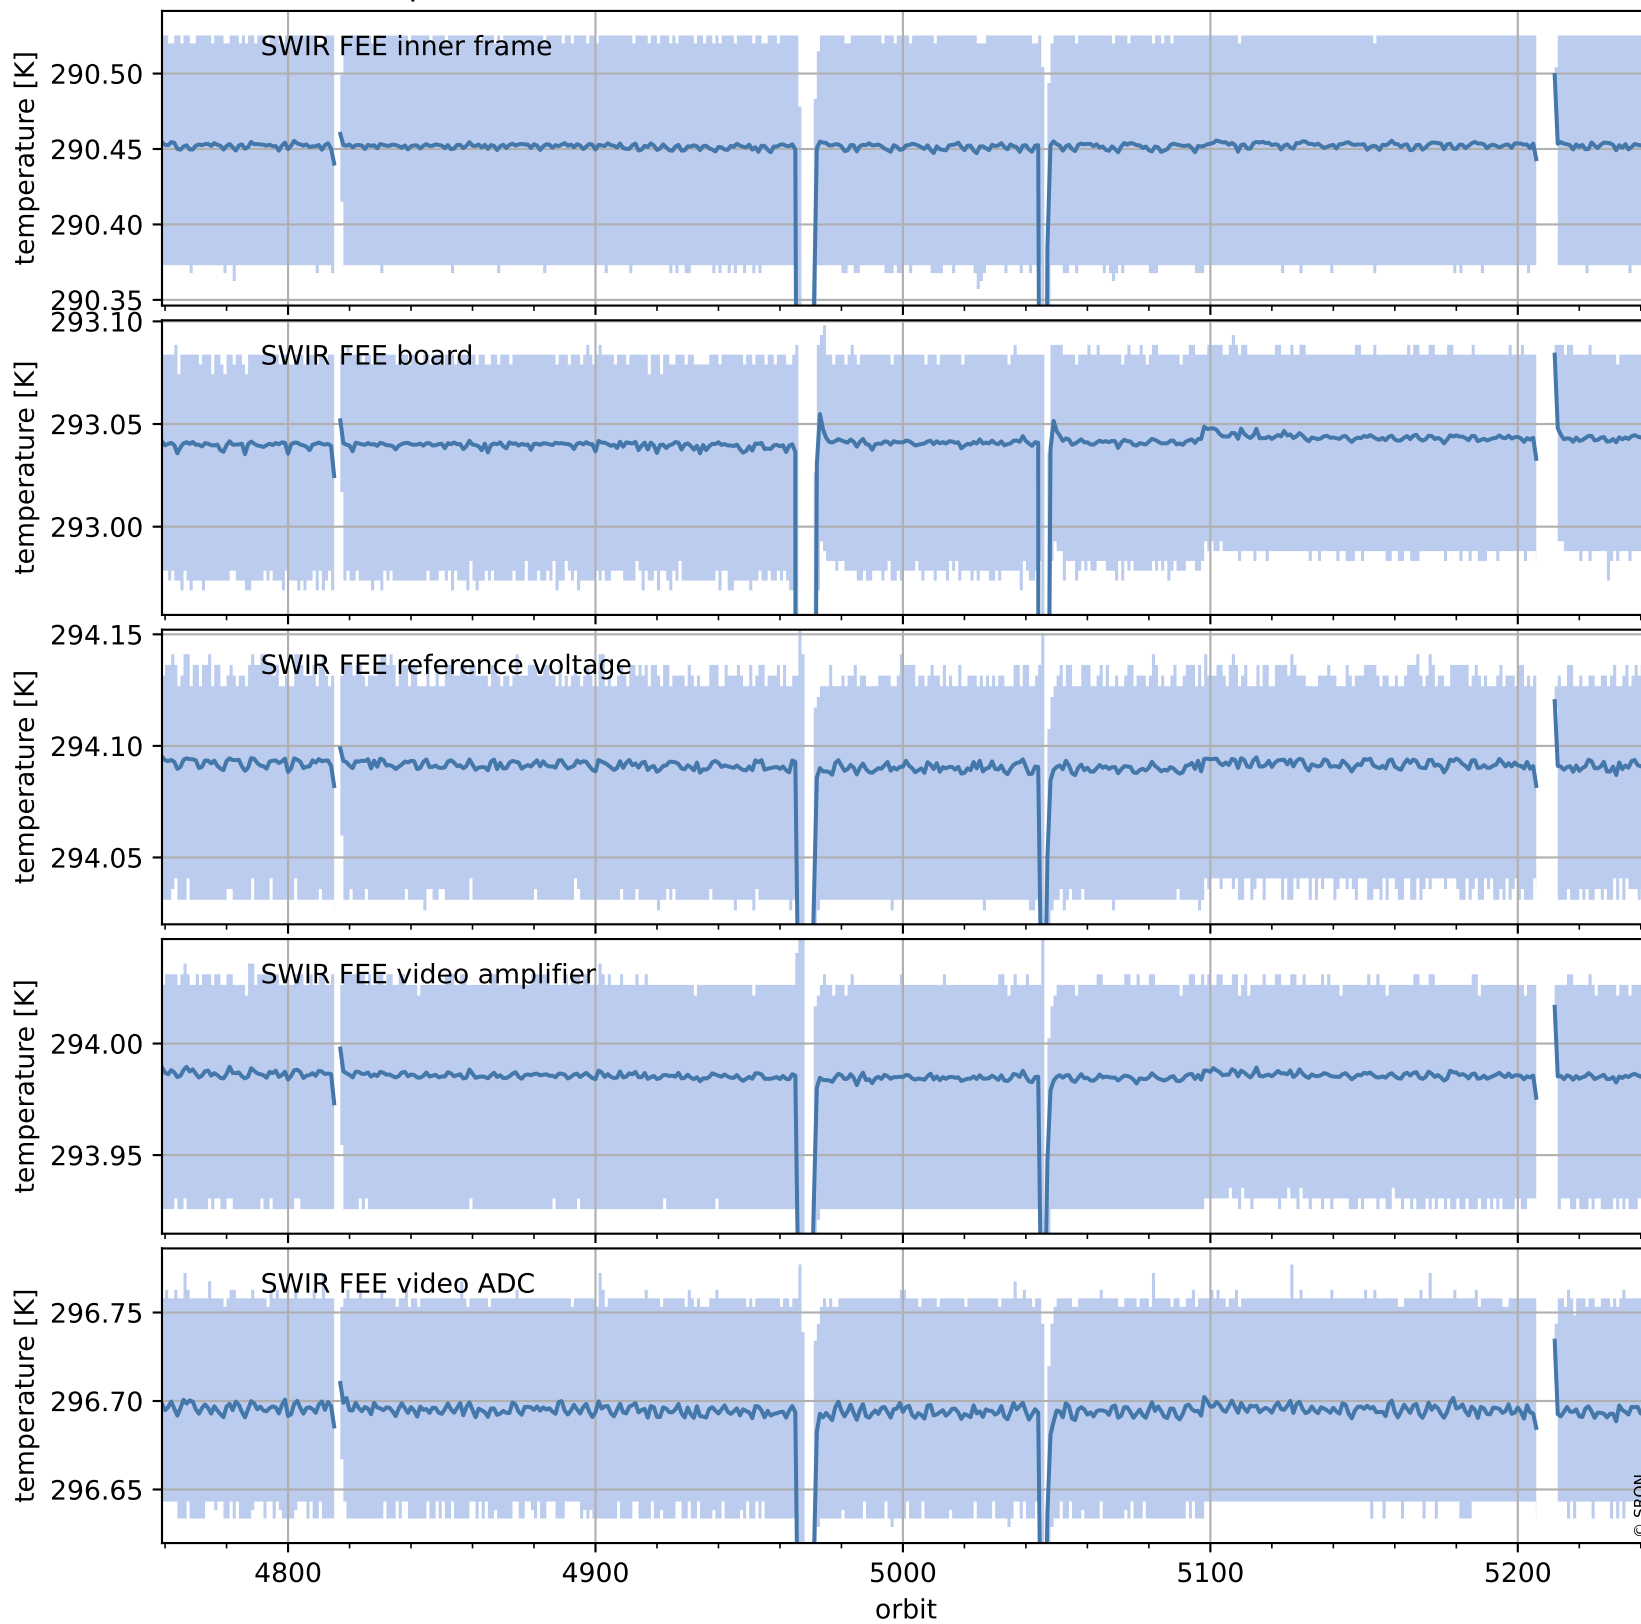 SWIR FEE inner frame
temperature [K]
290.50
290.45
290.40
290.35
SWIR FEE board
temperature [K]
293.10
293.05
293.00
SWIR FEE reference voltage
temperature [K]
294.15
294.10
294.05
SWIR FEE video amplifier
temperature [K]
294.00
293.95
SWIR FEE video ADC
temperature [K]
296.75
296.70
296.65
4800 4900 5000 5100 5200
orbit
© SRON